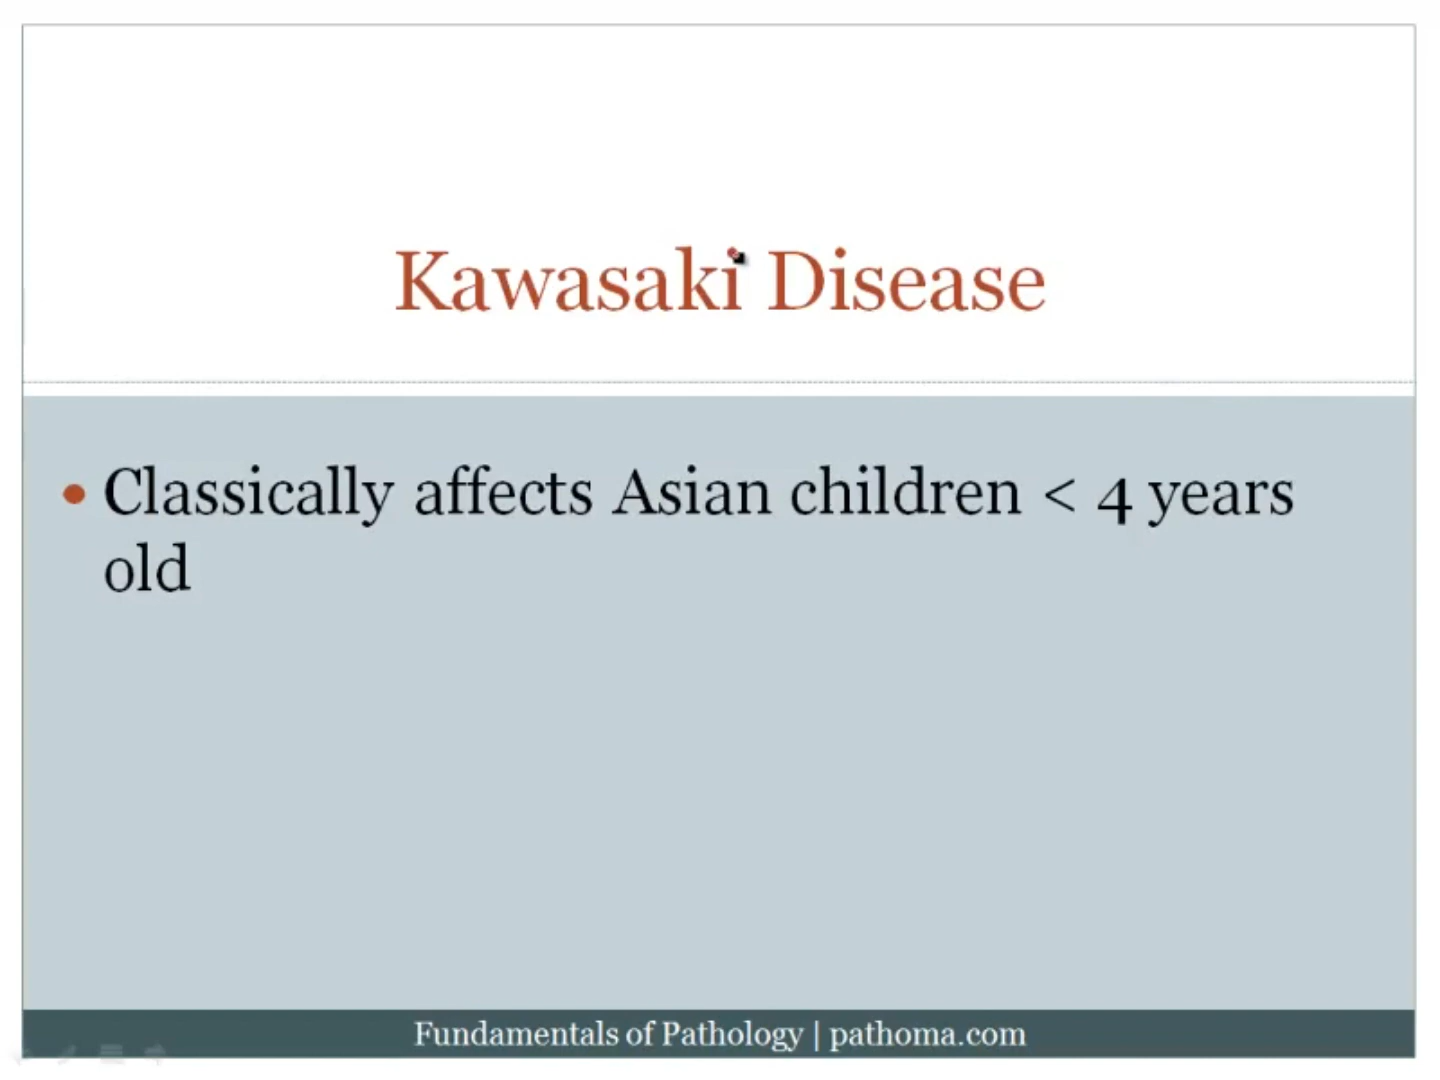 Kawasaki Disease
• Classically affects Asian children < 4 years
old
Fundamentals of Pathology | pathoma.com